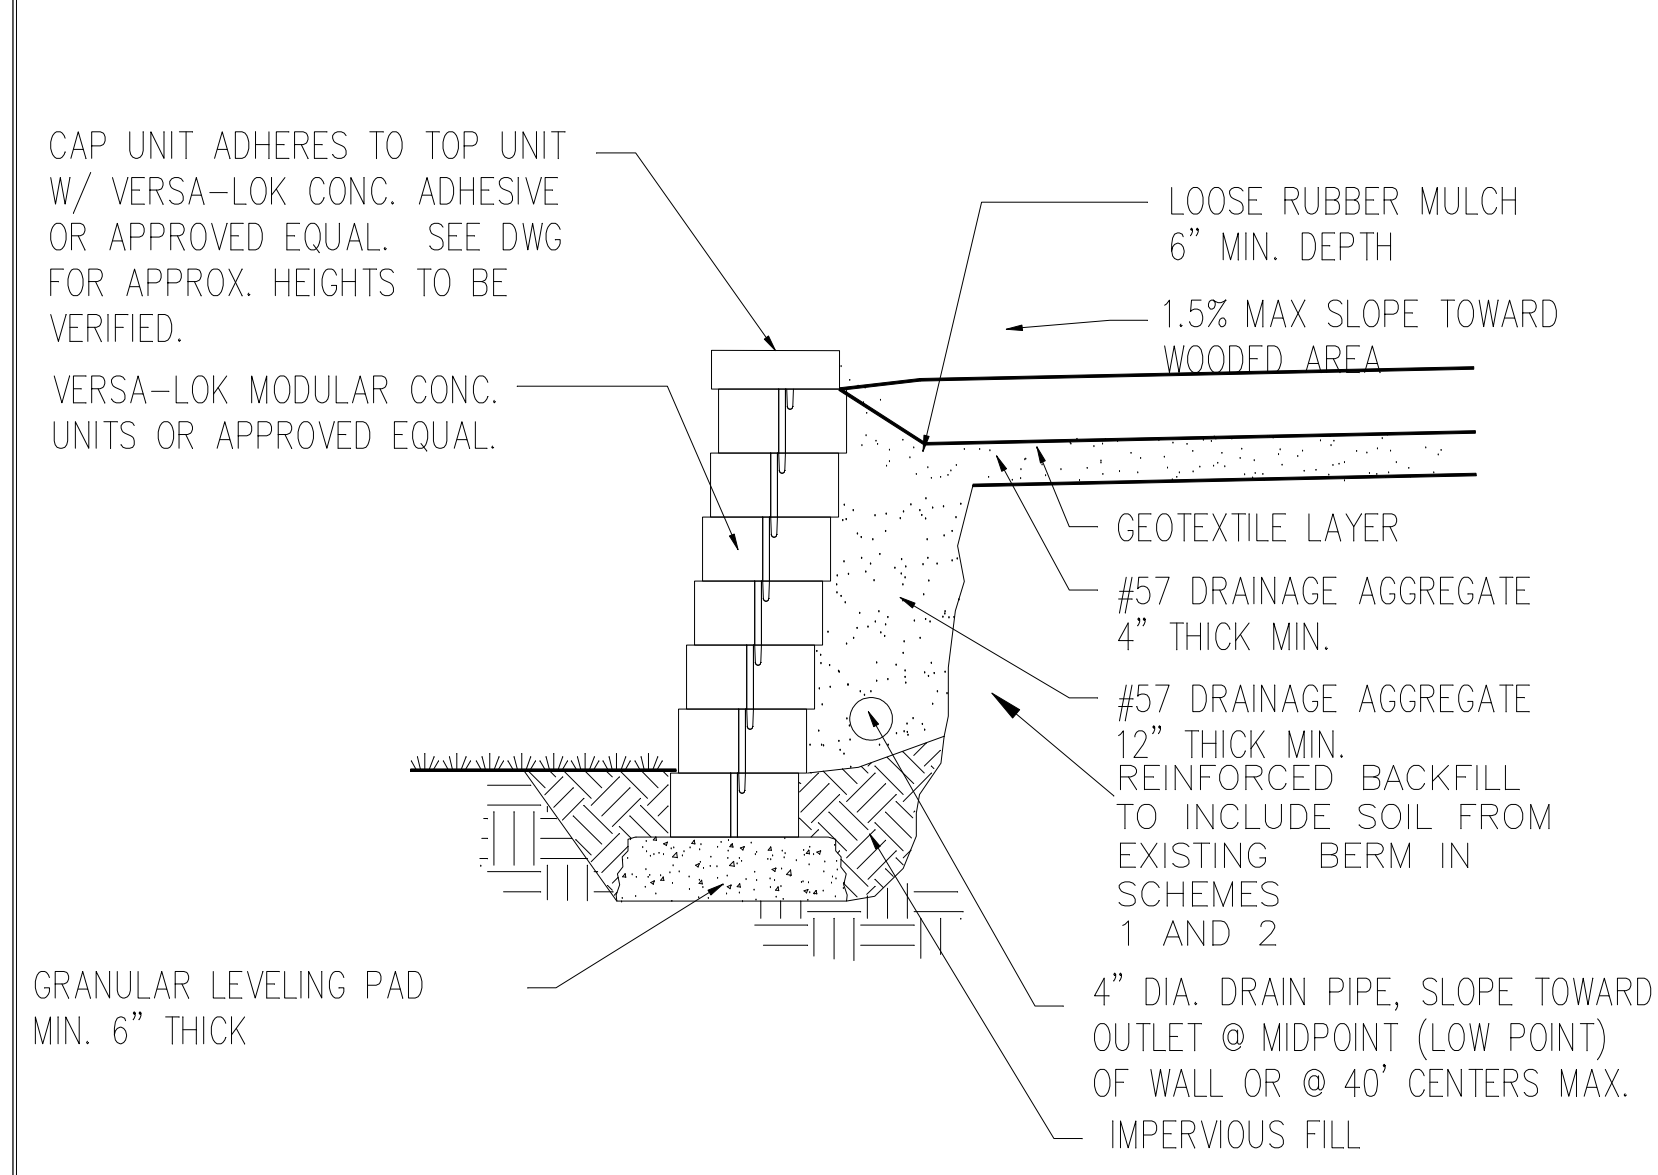 CAP UNIT ADHERES TO TOP UNIT
W/ VERSA-LOK CONC. ADHESIVE
OR APPROVED EQUAL. SEE DWG
FOR APPROX. HEIGHTS TO BE
VERIFIED.
VERSA-LOK MODULAR CONC.
UNITS OR APPROVED EQUAL.
GRANULAR LEVELING PAD
MIN. 6" THICK
LOOSE RUBBER MULCH
6" MIN. DEPTH
1.5% MAX SLOPE TOWARD
WOODED AREA
GEOTEXTILE LAYER
#57 DRAINAGE AGGREGATE
4" THICK MIN.
#57 DRAINAGE AGGREGATE
12" THICK MIN.
REINFORCED BACKFILL
TO INCLUDE SOIL FROM
EXISTING BERM IN
SCHEMES
1 AND 2
4" DIA. DRAIN PIPE, SLOPE TOWARD
OUTLET @ MIDPOINT (LOW POINT)
OF WALL OR @ 40' CENTERS MAX.
IMPERVIOUS FILL